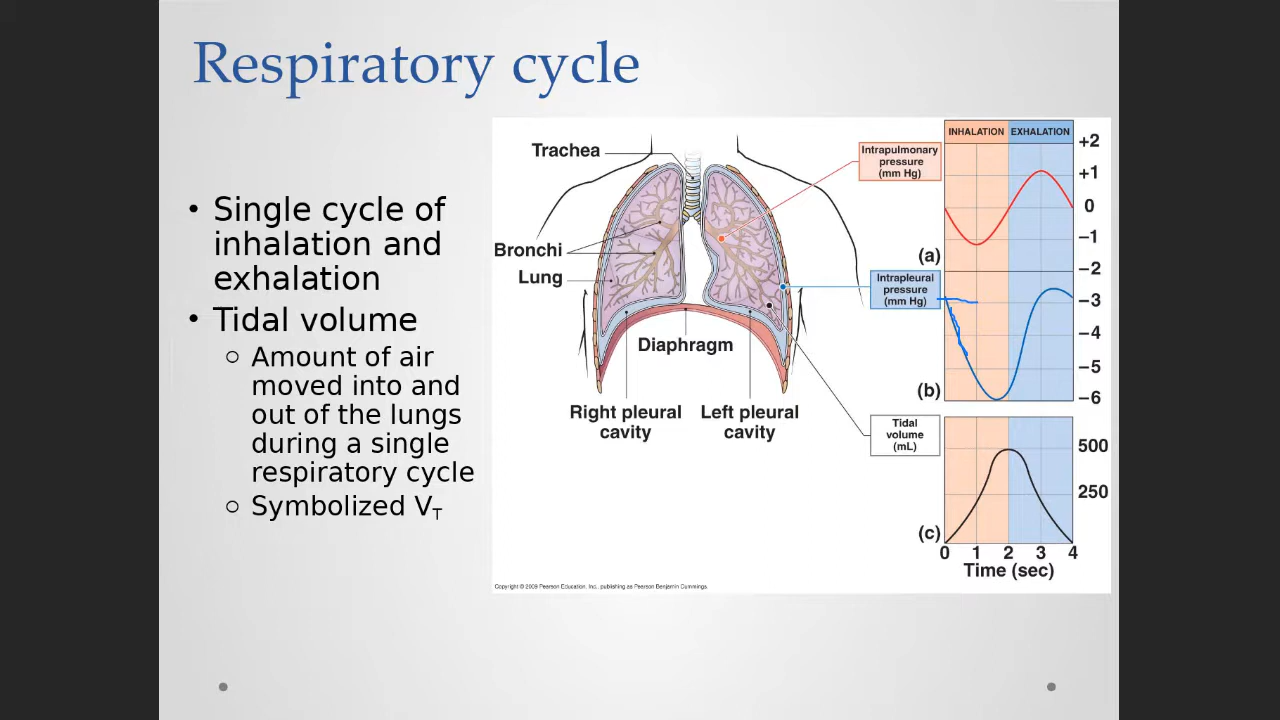 Respiratory cycle
• Single cycle of
inhalation and
exhalation
• Tidal volume
○ Amount of air
moved into and
out of the lungs
during a single
respiratory cycle
○ Symbolized VT
Trachea
Bronchi
Lung
Diaphragm
Right pleural
cavity
Left pleural
cavity
Intrapulmonary
pressure
(mm Hg)
Intrapleural
pressure
(mm Hg)
Tidal
volume
(mL)
INHALATION EXHALATION
+2
+1
0
–1
(a)
–2
–3
–4
–5
(b)
–6
500
250
(c)
0 1 2 3 4
Time (sec)
Copyright © 2009 Pearson Education, Inc., publishing as Pearson Benjamin Cummings.